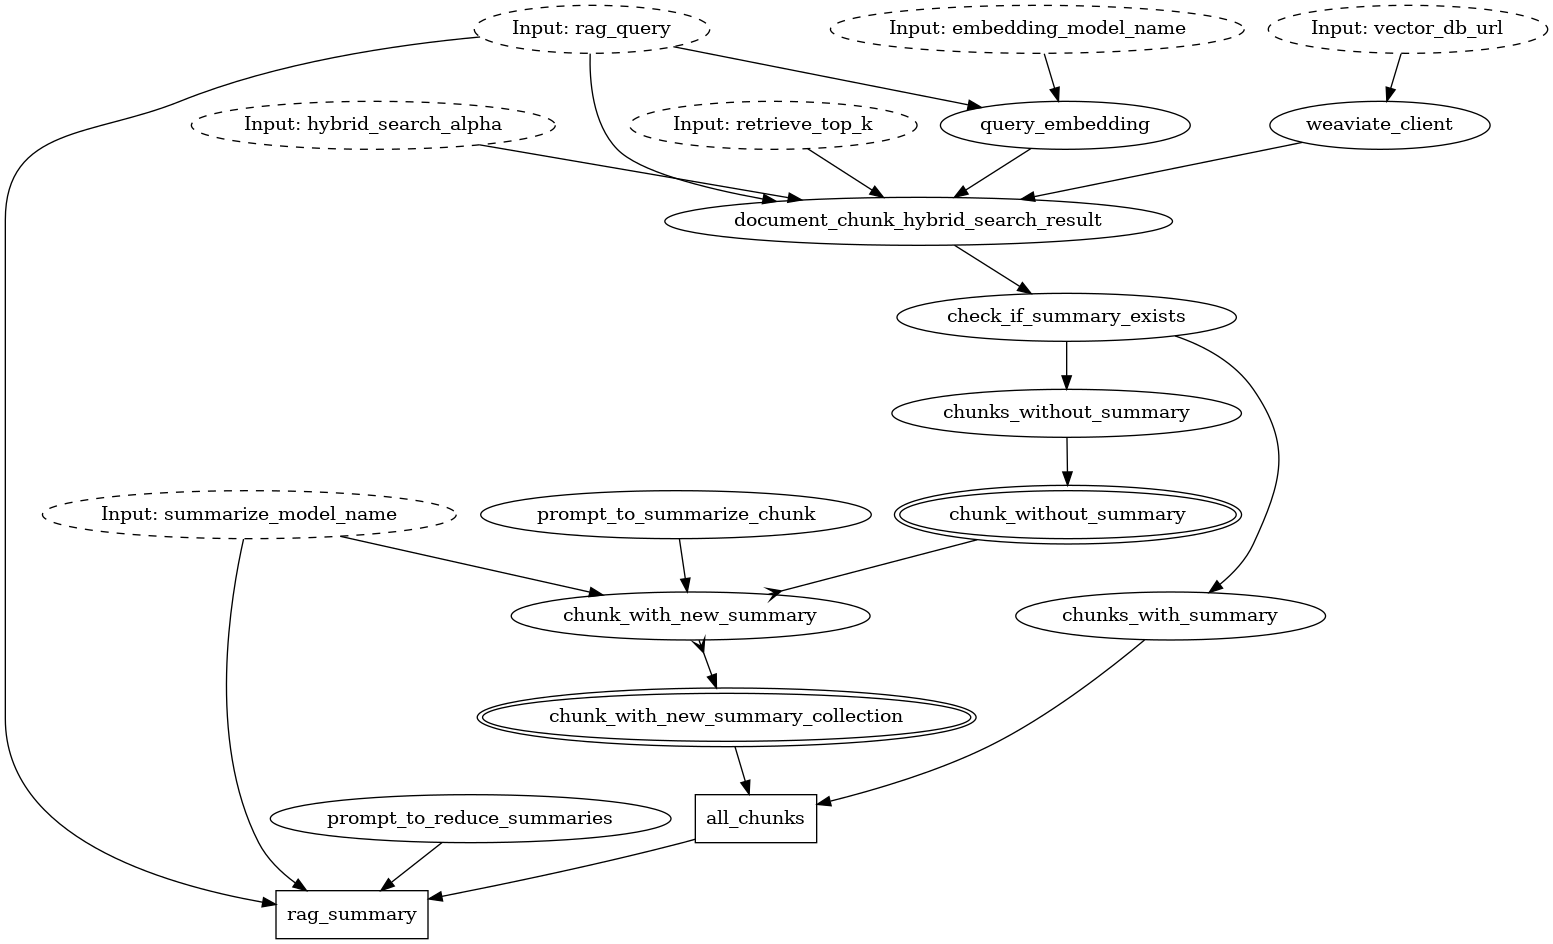 Input: rag_query
Input: embedding_model_name
Input: vector_db_url
Input: hybrid_search_alpha
Input: retrieve_top_k
query_embedding
weaviate_client
document_chunk_hybrid_search_result
check_if_summary_exists
chunks_without_summary
Input: summarize_model_name
prompt_to_summarize_chunk
chunk_without_summary
chunk_with_new_summary
chunks_with_summary
chunk_with_new_summary_collection
prompt_to_reduce_summaries
all_chunks
rag_summary